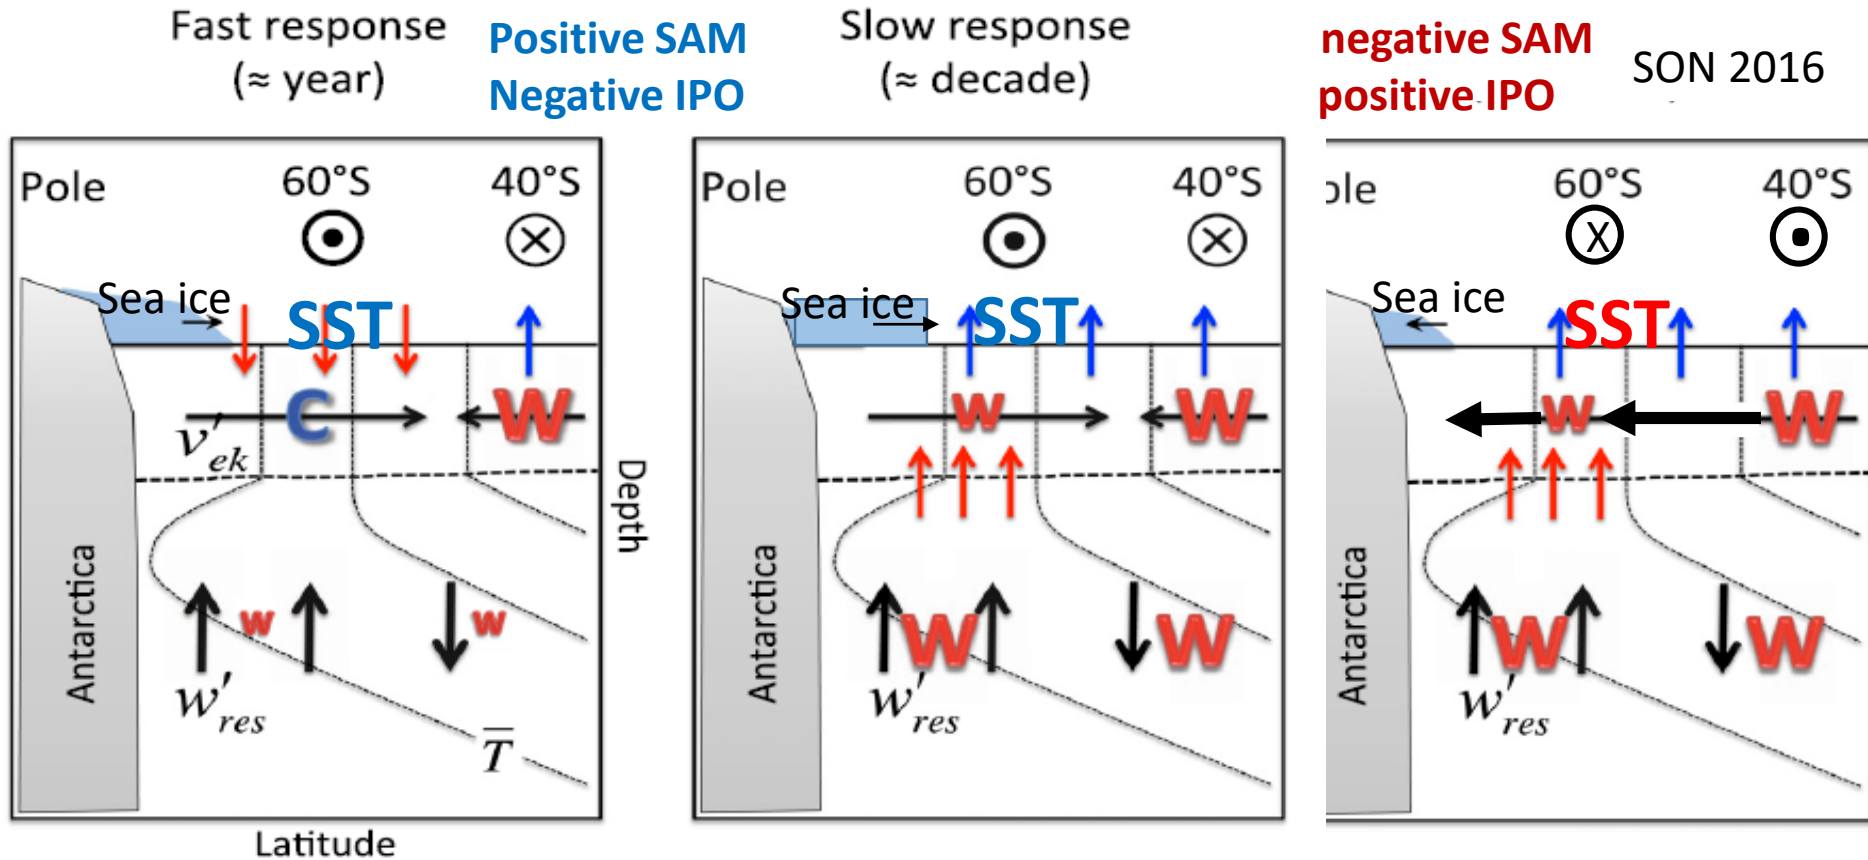 Fast response
(≈ year)
Positive SAM
Negative IPO
Slow response
(≈ decade)
negative SAM
positive IPO
SON 2016
Pole
60°S
40°S
Sea ice
SST
C
W
v'ek
w
w
w'res
T̅
Antarctica
Depth
Latitude
Pole
60°S
40°S
Sea ice
SST
W
W
W
W
w'res
Antarctica
ole
60°S
X
40°S
Sea ice
SST
W
W
W
W
w'res
Antarctica